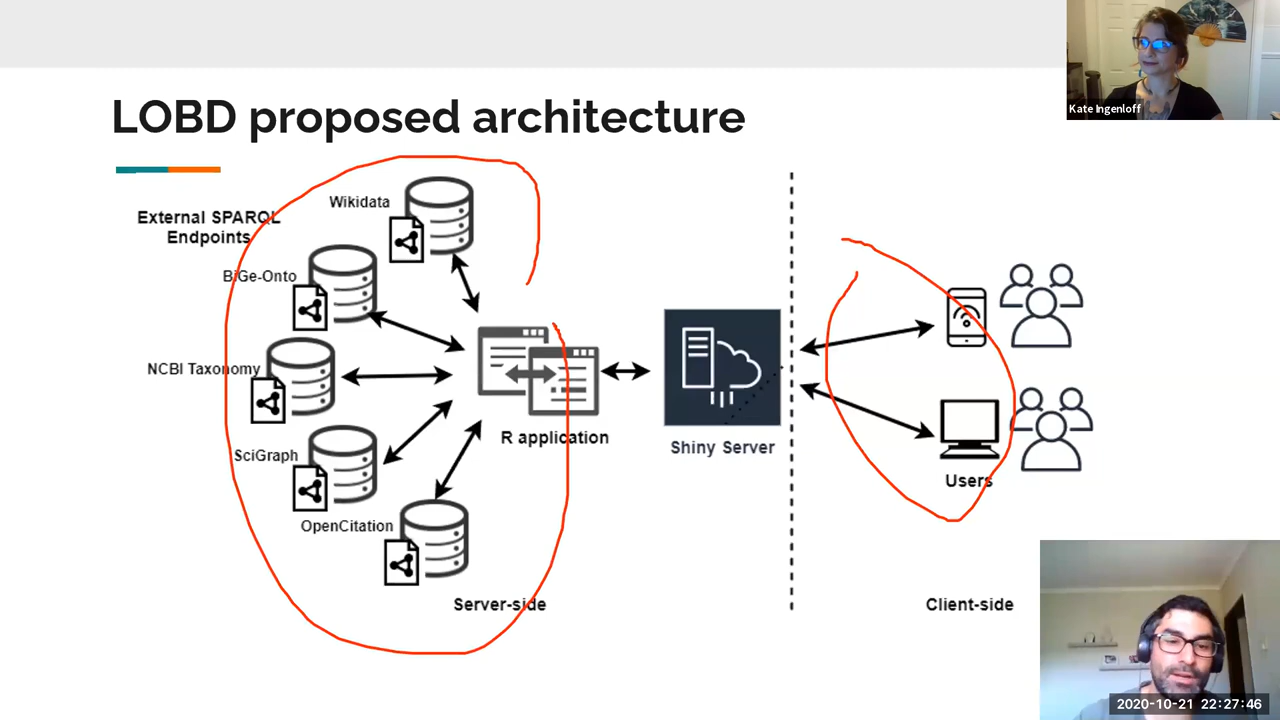 Kate Ingenloff
LOBD proposed architecture
Wikidata
External SPARQL
Endpoints
BiGe-Onto
NCBI Taxonomy
SciGraph
OpenCitation
R application
Shiny Server
Users
Server-side
Client-side
2020-10-21 22:27:46